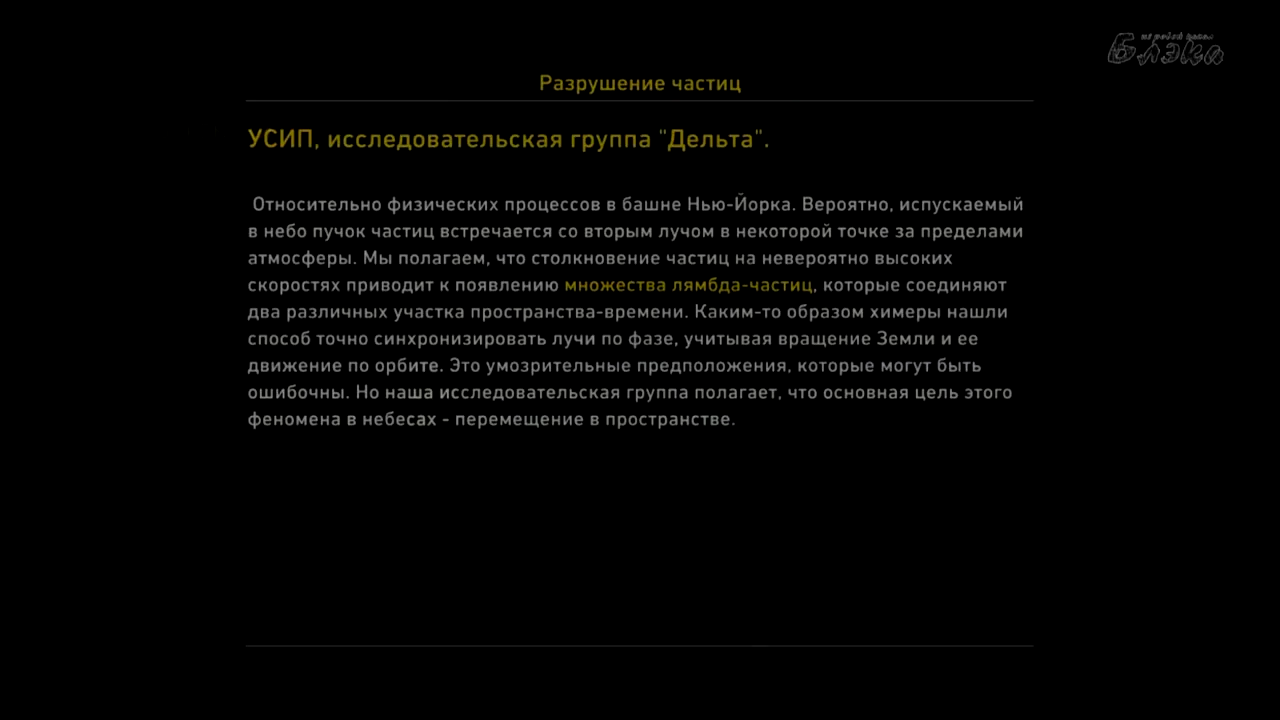 Блэка
Разрушение частиц
УСИП, исследовательская группа "Дельта".
Относительно физических процессов в башне Нью-Йорка. Вероятно, испускаемый
в небо пучок частиц встречается со вторым лучом в некоторой точке за пределами
атмосферы. Мы полагаем, что столкновение частиц на невероятно высоких
скоростях приводит к появлению множества лямбда-частиц, которые соединяют
два различных участка пространства-времени. Каким-то образом химеры нашли
способ точно синхронизировать лучи по фазе, учитывая вращение Земли и ее
движение по орбите. Это умозрительные предположения, которые могут быть
ошибочны. Но наша исследовательская группа полагает, что основная цель этого
феномена в небесах - перемещение в пространстве.